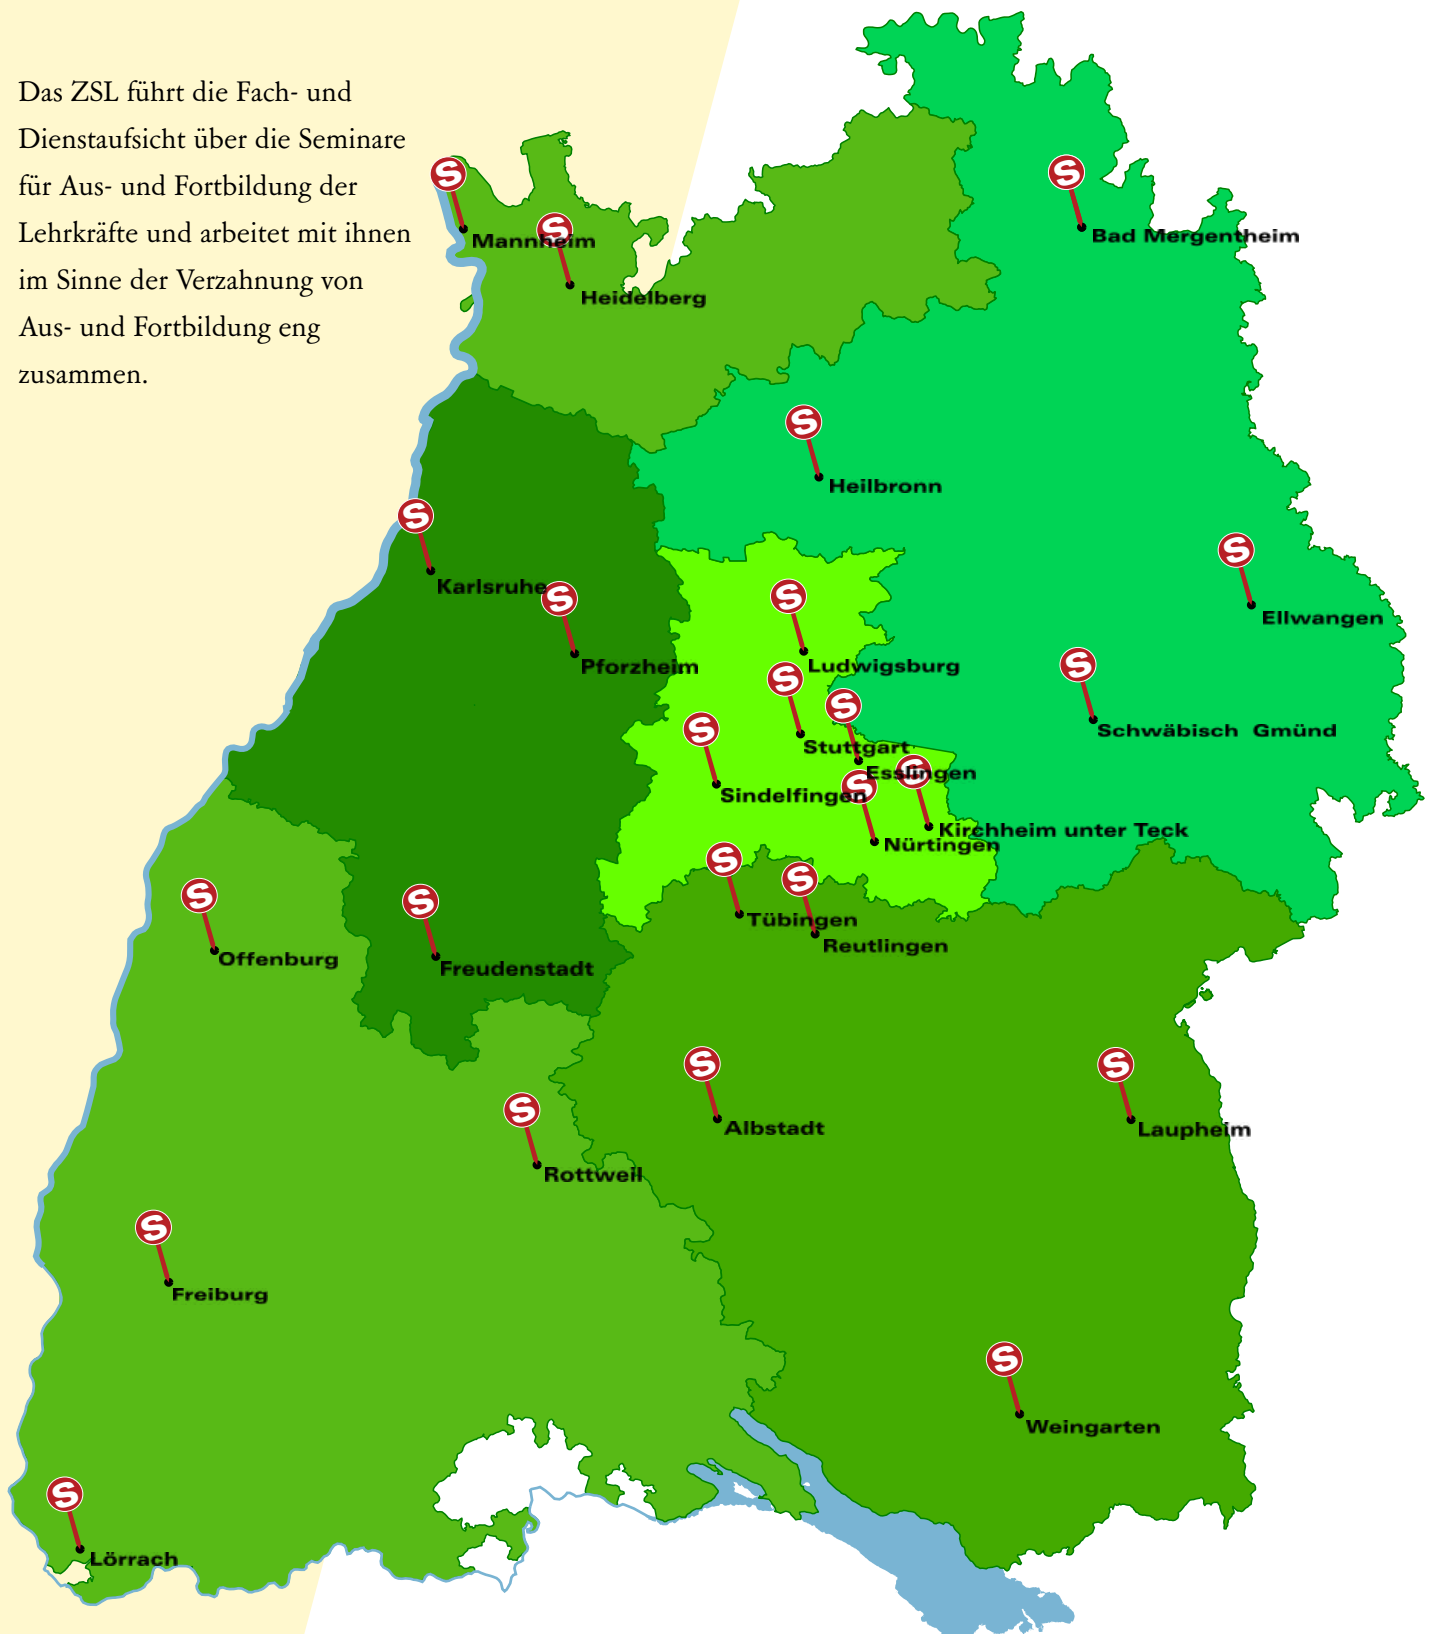 Das ZSL führt die Fach- und
Dienstaufsicht über die Seminare
für Aus- und Fortbildung der
Lehrkräfte und arbeitet mit ihnen
im Sinne der Verzahnung von
Aus- und Fortbildung eng
zusammen.
S
S
S
Mannheim
Bad Mergentheim
Heidelberg
S
Heilbronn
S
S
Karlsruhe
S
S
Ellwangen
Pforzheim
Ludwigsburg
S
S
S
S
Schwäbisch Gmünd
Stuttgart
Esslingen
S
S
Sindelfingen
Kirchheim unter Teck
Nürtingen
S
S
S
S
Tübingen
Reutlingen
Offenburg
Freudenstadt
S
S
S
Albstadt
Laupheim
Rottweil
S
Freiburg
S
Weingarten
S
Lörrach